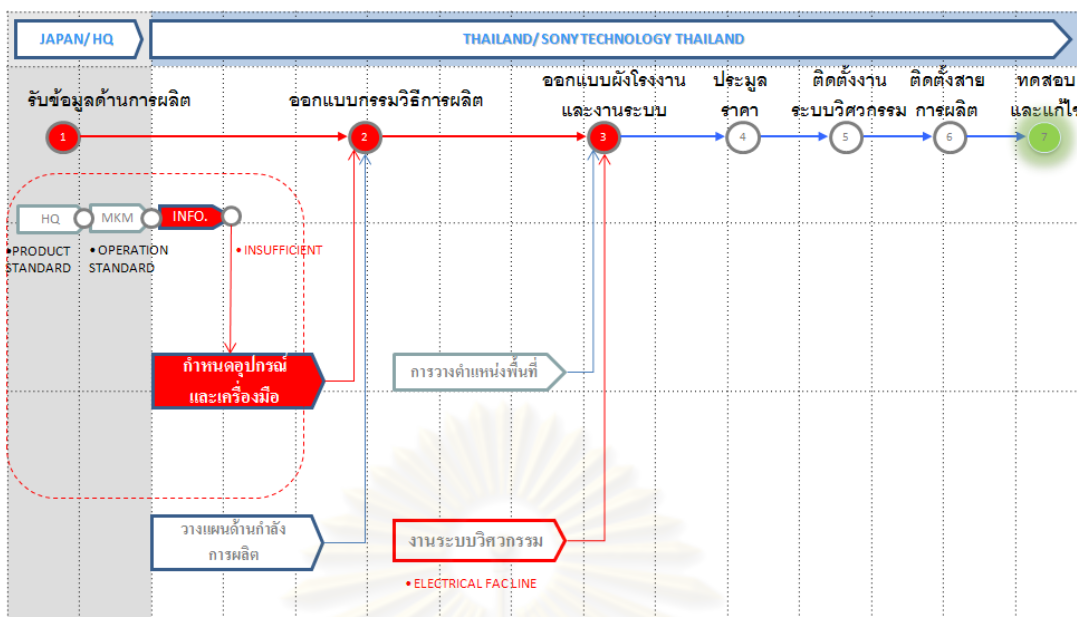 JAPAN/HQ
THAILAND/SONY TECHNOLOGY THAILAND
รับข้อมูลด้านการผลิต
ออกแบบกรรมวิธีการผลิต
ออกแบบผังโรงงาน
และงานระบบ
ประมูล
ราคา
ติดตั้งงาน
ระบบวิศวกรรม
ติดตั้งสาย
การผลิต
ทดสอบ
และแก้ไข
1
2
3
4
5
6
7
HQ
MKM
INFO.
•PRODUCT
STANDARD
•OPERATION
STANDARD
•INSUFFICIENT
กำหนดอุปกรณ์
และเครื่องมือ
การวางตำแหน่งพื้นที่
วางแผนด้านกำลัง
การผลิต
งานระบบวิศวกรรม
•ELECTRICAL FAC LINE